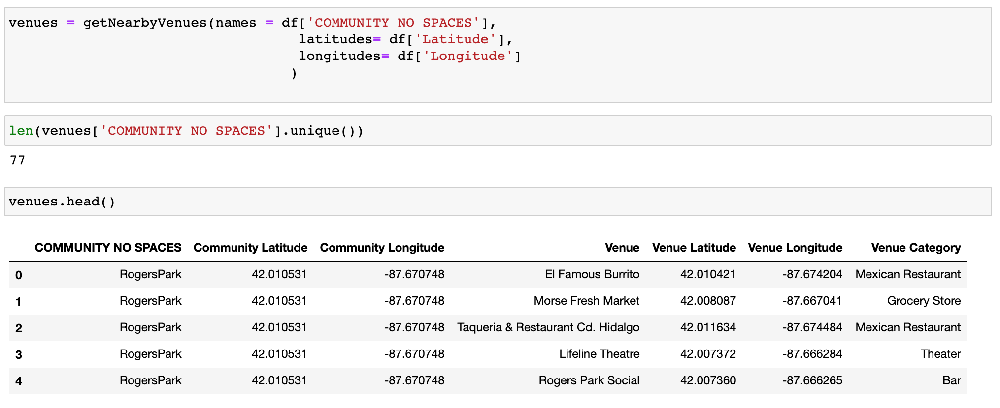 venues = getNearbyVenues(names = df['COMMUNITY NO SPACES'],
latitudes= df['Latitude'],
longitudes= df['Longitude']
)
len(venues['COMMUNITY NO SPACES'].unique())
77
venues.head()
COMMUNITY NO SPACES Community Latitude Community Longitude Venue Venue Latitude Venue Longitude Venue Category
0 RogersPark 42.010531 -87.670748 El Famous Burrito 42.010421 -87.674204 Mexican Restaurant
1 RogersPark 42.010531 -87.670748 Morse Fresh Market 42.008087 -87.667041 Grocery Store
2 RogersPark 42.010531 -87.670748 Taqueria & Restaurant Cd. Hidalgo 42.011634 -87.674484 Mexican Restaurant
3 RogersPark 42.010531 -87.670748 Lifeline Theatre 42.007372 -87.666284 Theater
4 RogersPark 42.010531 -87.670748 Rogers Park Social 42.007360 -87.666265 Bar